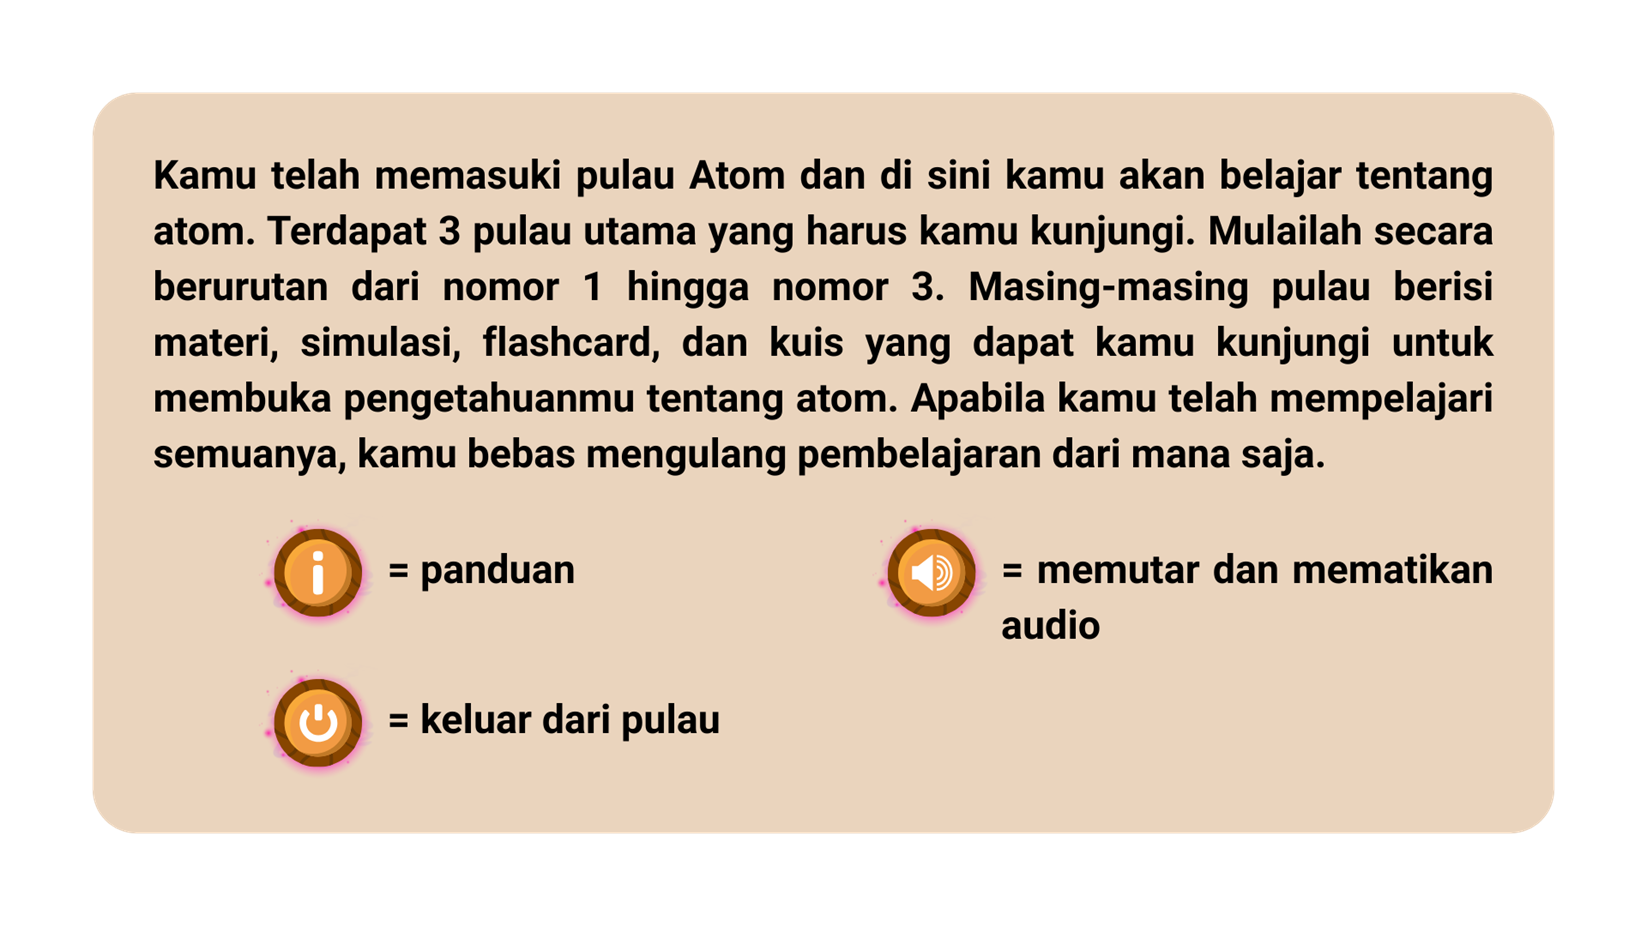 Kamu telah memasuki pulau Atom dan di sini kamu akan belajar tentang
atom. Terdapat 3 pulau utama yang harus kamu kunjungi. Mulailah secara
berurutan dari nomor 1 hingga nomor 3. Masing-masing pulau berisi
materi, simulasi, flashcard, dan kuis yang dapat kamu kunjungi untuk
membuka pengetahuanmu tentang atom. Apabila kamu telah mempelajari
semuanya, kamu bebas mengulang pembelajaran dari mana saja.
= panduan
= memutar dan mematikan
audio
= keluar dari pulau